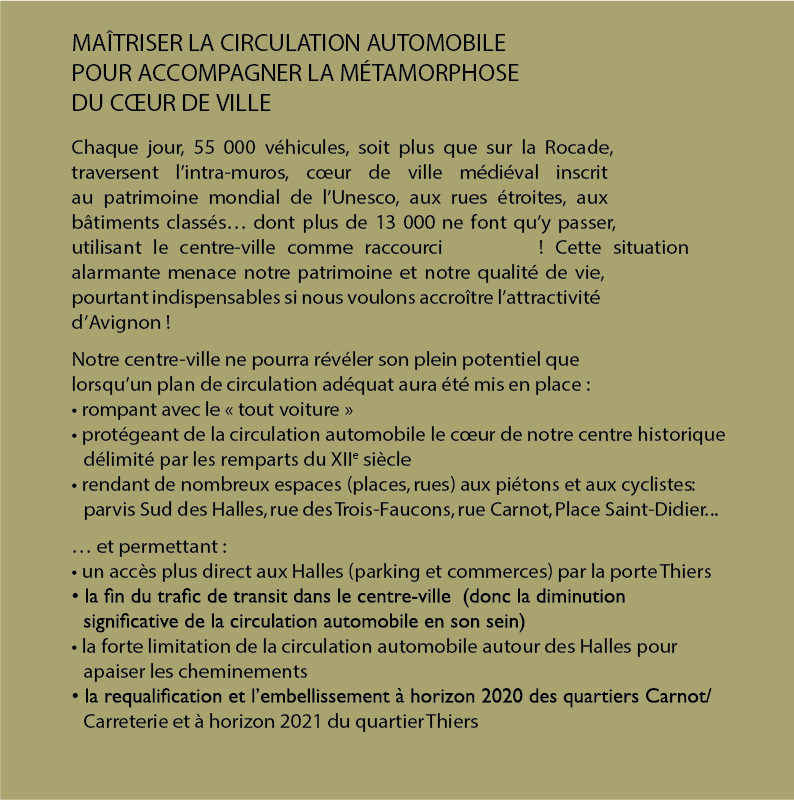 MAÎTRISER LA CIRCULATION AUTOMOBILE
POUR ACCOMPAGNER LA MÉTAMORPHOSE
DU CŒUR DE VILLE
Chaque jour, 55 000 véhicules, soit plus que sur la Rocade,
traversent l’intra-muros, cœur de ville médiéval inscrit
au patrimoine mondial de l’Unesco, aux rues étroites, aux
bâtiments classés… dont plus de 13 000 ne font qu’y passer,
utilisant le centre-ville comme raccourci ! Cette situation
alarmante menace notre patrimoine et notre qualité de vie,
pourtant indispensables si nous voulons accroître l’attractivité
d’Avignon !
Notre centre-ville ne pourra révéler son plein potentiel que
lorsqu’un plan de circulation adéquat aura été mis en place :
• rompant avec le « tout voiture »
• protégeant de la circulation automobile le cœur de notre centre historique
délimité par les remparts du XIIe siècle
• rendant de nombreux espaces (places, rues) aux piétons et aux cyclistes:
parvis Sud des Halles, rue des Trois-Faucons, rue Carnot, Place Saint-Didier...
… et permettant :
• un accès plus direct aux Halles (parking et commerces) par la porte Thiers
• la fin du trafic de transit dans le centre-ville (donc la diminution
significative de la circulation automobile en son sein)
• la forte limitation de la circulation automobile autour des Halles pour
apaiser les cheminements
• la requalification et l’embellissement à horizon 2020 des quartiers Carnot/
Carreterie et à horizon 2021 du quartier Thiers